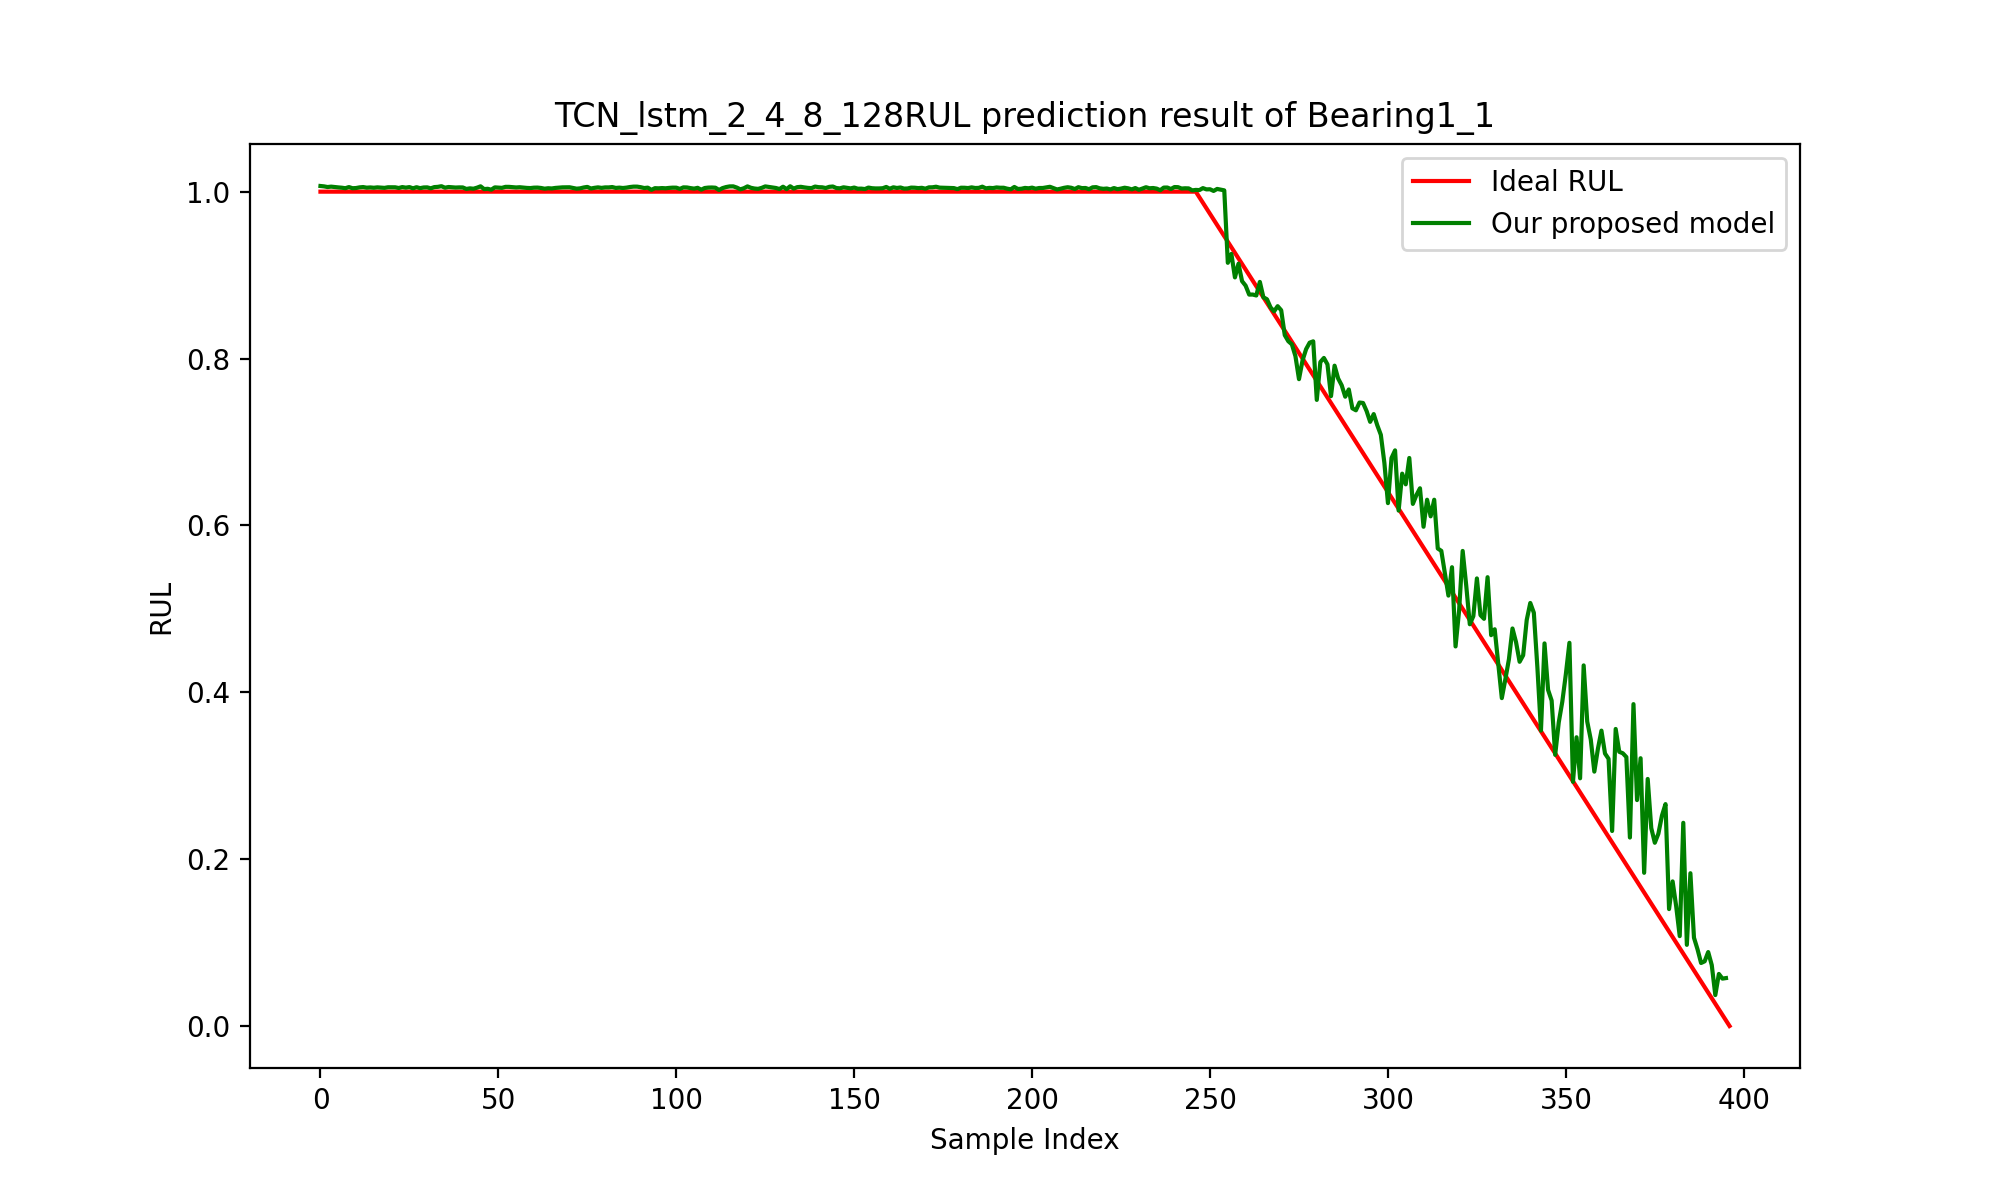 TCN_lstm_2_4_8_128RUL prediction result of Bearing1_1
Ideal RUL
Our proposed model
1.0
0.8
0.6
0.4
0.2
0.0
RUL
0 50 100 150 200 250 300 350 400
Sample Index